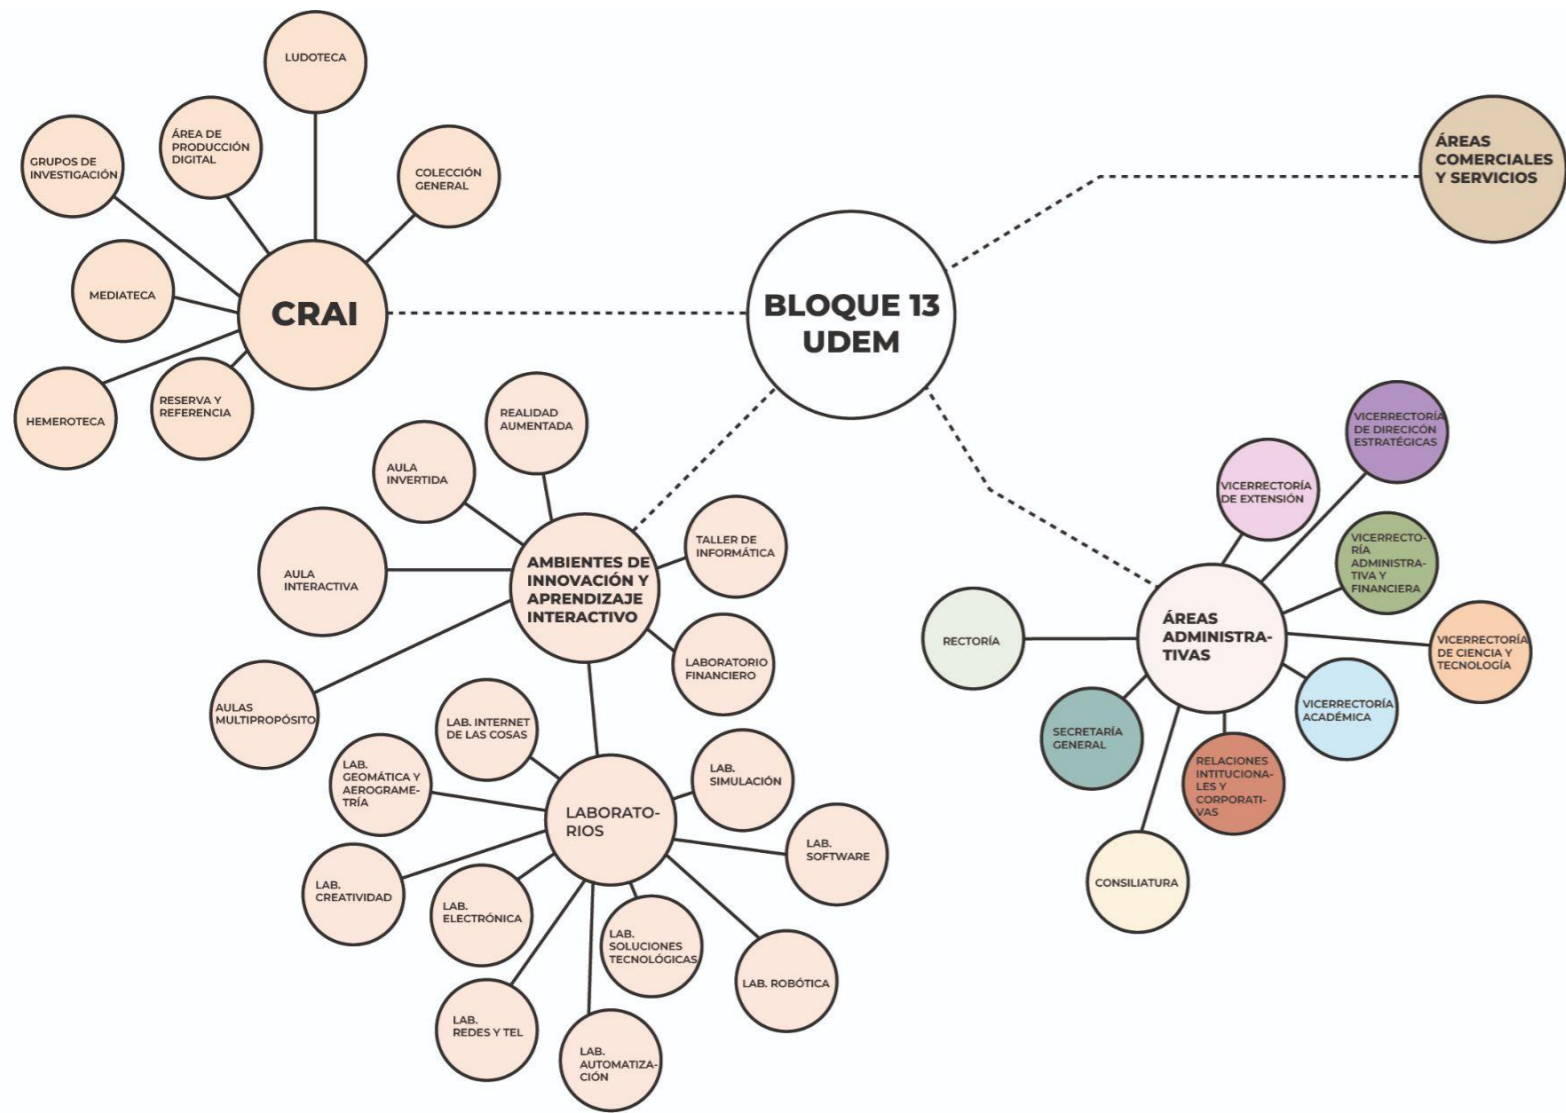 LUDOTECA
ÁREA DE
PRODUCCIÓN
DIGITAL
GRUPOS DE
INVESTIGACIÓN
COLECCIÓN
GENERAL
MEDIATECA
CRAI
HEMEROTECA
RESERVA Y
REFERENCIA
BLOQUE 13
UDEM
ÁREAS
COMERCIALES
Y SERVICIOS
REALIDAD
AUMENTADA
AULA
INVERTIDA
AULA
INTERACTIVA
AMBIENTES DE
INNOVACIÓN Y
APRENDIZAJE
INTERACTIVO
TALLER DE
INFORMÁTICA
LABORATORIO
FINANCIERO
AULAS
MULTIPROPÓSITO
LAB. INTERNET
DE LAS COSAS
LAB.
GEOMÁTICA Y
AEROGRAME-
TRÍA
LAB.
SIMULACIÓN
LABORATO-
RIOS
LAB.
SOFTWARE
LAB.
CREATIVIDAD
LAB.
ELECTRÓNICA
LAB.
SOLUCIONES
TECNOLÓGICAS
LAB. ROBÓTICA
LAB.
REDES Y TEL
LAB.
AUTOMATIZA-
CIÓN
VICERRECTORÍA
DE DIRECICÓN
ESTRATÉGICAS
VICERRECTORÍA
DE EXTENSIÓN
VICERRECTO-
RÍA
ADMINISTRA-
TIVA Y
FINANCIERA
RECTORÍA
ÁREAS
ADMINISTRA-
TIVAS
VICERRECTORÍA
DE CIENCIA Y
TECNOLOGÍA
VICERRECTORÍA
ACADÉMICA
SECRETARÍA
GENERAL
RELACIONES
INTITUCIONA-
LES Y
CORPORATI-
VAS
CONSILIATURA